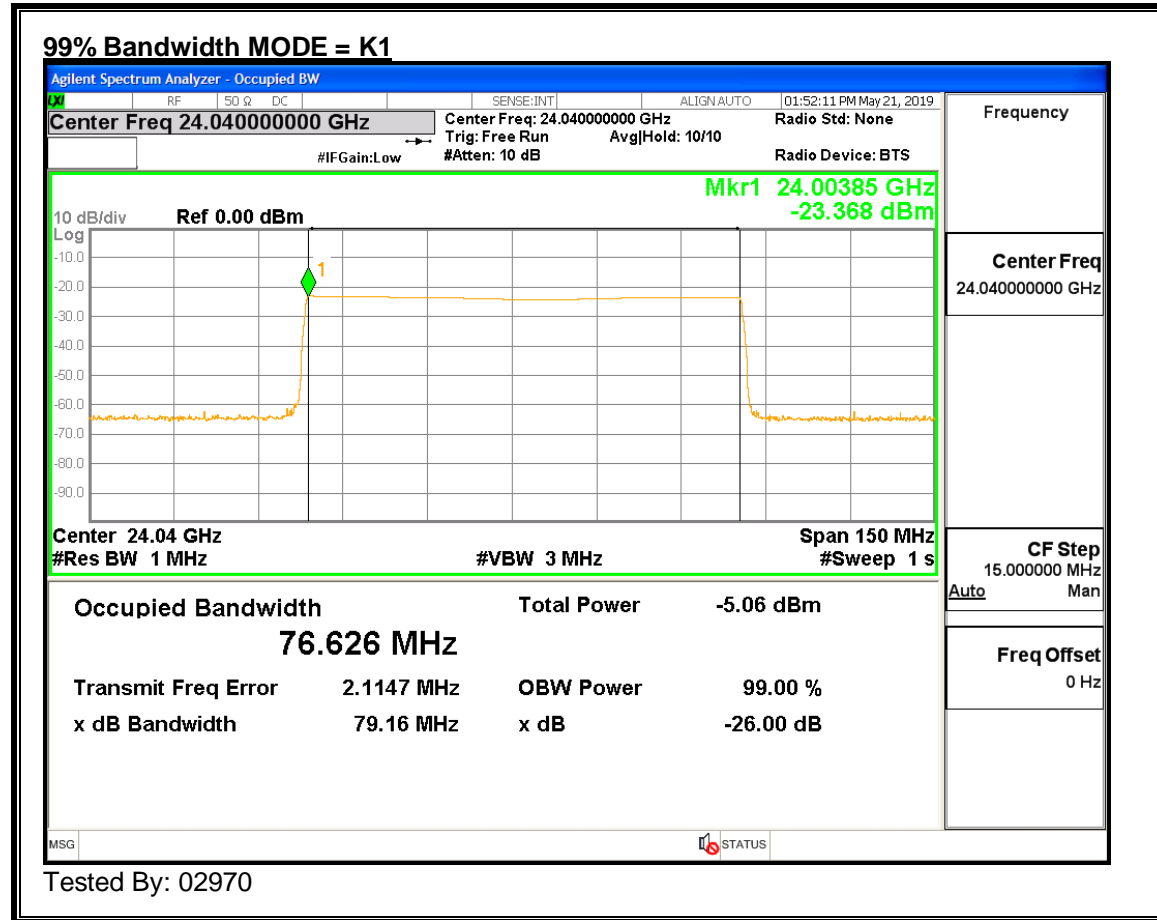 99% Bandwidth MODE = K1
Agilent Spectrum Analyzer - Occupied BW
LXI RF 50 Ω DC SENSE:INT ALIGN AUTO 01:52:11 PM May 21, 2019
Center Freq 24.040000000 GHz
Center Freq: 24.040000000 GHz Radio Std: None
Trig: Free Run Avg|Hold: 10/10
#IFGain:Low #Atten: 10 dB Radio Device: BTS
Mkr1 24.00385 GHz
-23.368 dBm
10 dB/div Ref 0.00 dBm
Log
-10.0
1
-20.0
-30.0
-40.0
-50.0
-60.0
-70.0
-80.0
-90.0
Center 24.04 GHz Span 150 MHz
#Res BW 1 MHz #VBW 3 MHz #Sweep 1 s
Occupied Bandwidth Total Power -5.06 dBm
76.626 MHz
Transmit Freq Error 2.1147 MHz OBW Power 99.00 %
x dB Bandwidth 79.16 MHz x dB -26.00 dB
Frequency
Center Freq
24.040000000 GHz
CF Step
15.000000 MHz
Auto Man
Freq Offset
0 Hz
MSG STATUS
Tested By: 02970